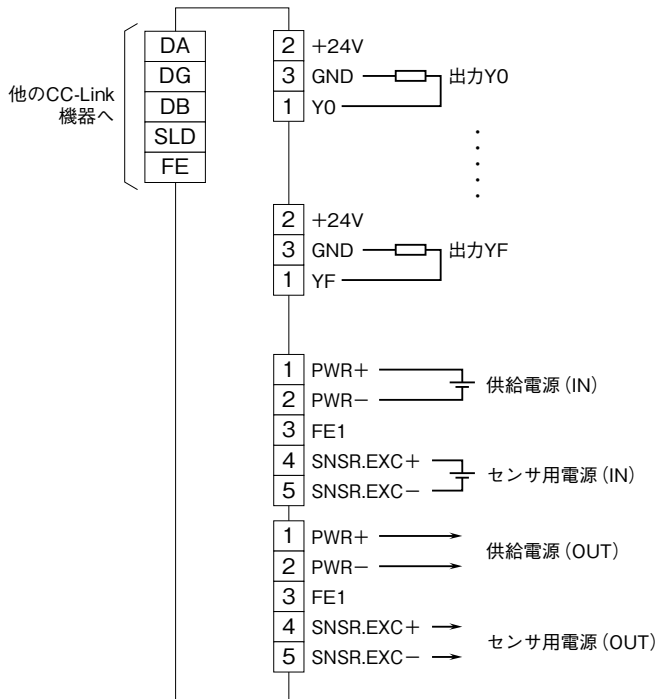 他のCC-Link
機器へ
DA
DG
DB
SLD
FE
2 +24V
3 GND 出力Y0
1 Y0
2 +24V
3 GND 出力YF
1 YF
1 PWR+
2 PWR−
供給電源(IN)
3 FE1
4 SNSR.EXC+
5 SNSR.EXC−
センサ用電源(IN)
1 PWR+
2 PWR−
供給電源(OUT)
3 FE1
4 SNSR.EXC+
5 SNSR.EXC−
センサ用電源(OUT)